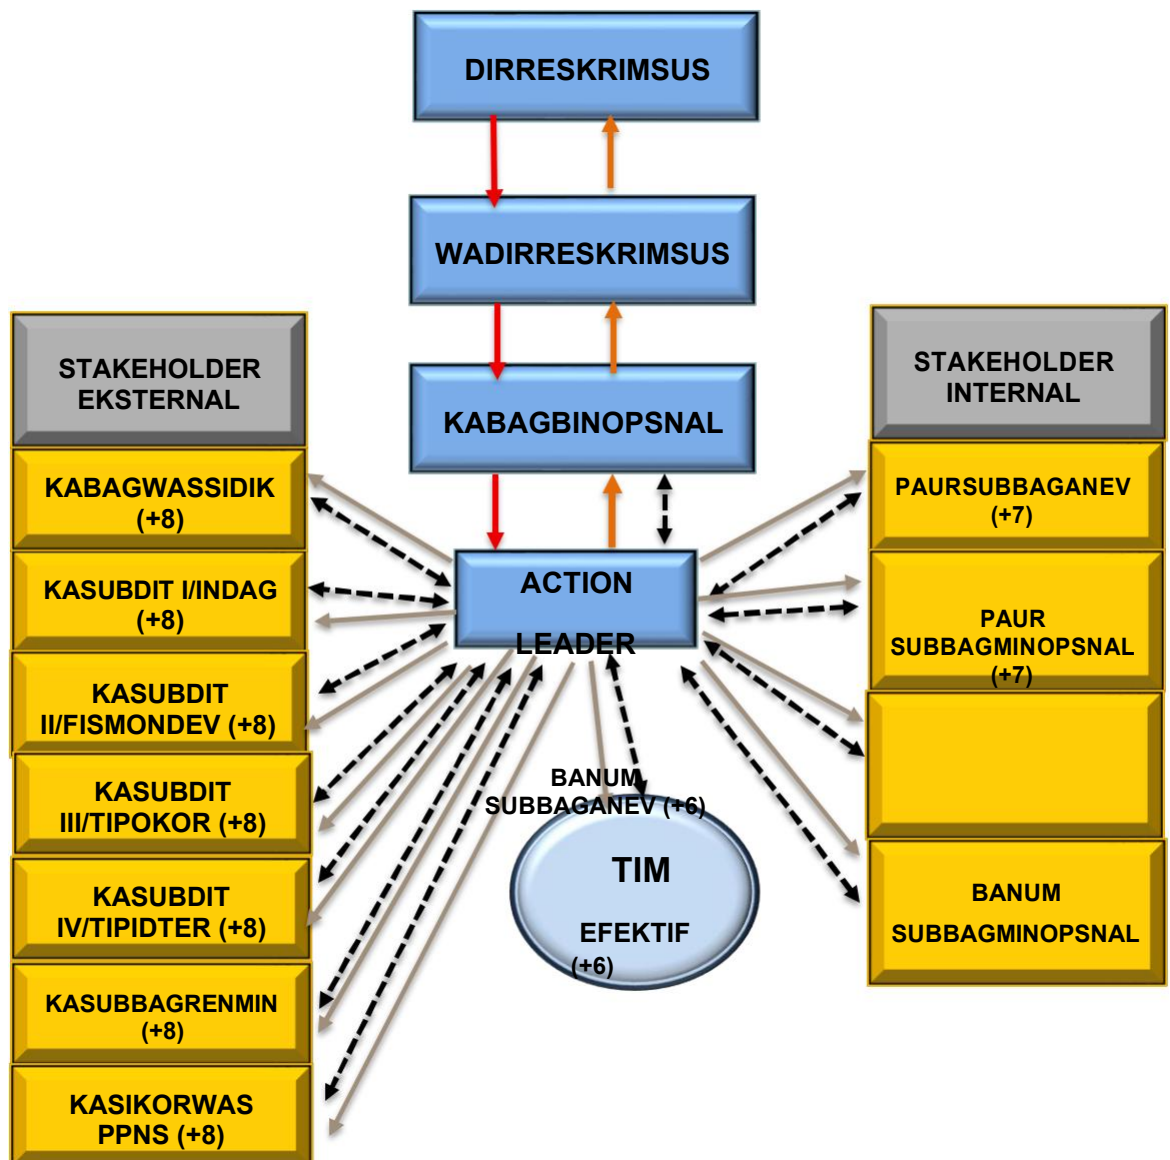 DIRRESKRIMSUS
WADIRRESKRIMSUS
KABAGBINOPSNAL
STAKEHOLDER
EKSTERNAL
KABAGWASSIDIK
(+8)
KASUBDIT I/INDAG
(+8)
KASUBDIT
II/FISMONDEV (+8)
KASUBDIT
III/TIPOKOR (+8)
KASUBDIT
IV/TIPIDTER (+8)
KASUBBAGRENMIN
(+8)
KASIKORWAS
PPNS (+8)
ACTION
LEADER
BANUM
SUBBAGANEV (+6)
TIM
EFEKTIF
(+6)
STAKEHOLDER
INTERNAL
PAURSUBBAGANEV
(+7)
PAUR
SUBBAGMINOPSNAL
(+7)
BANUM
SUBBAGMINOPSNAL